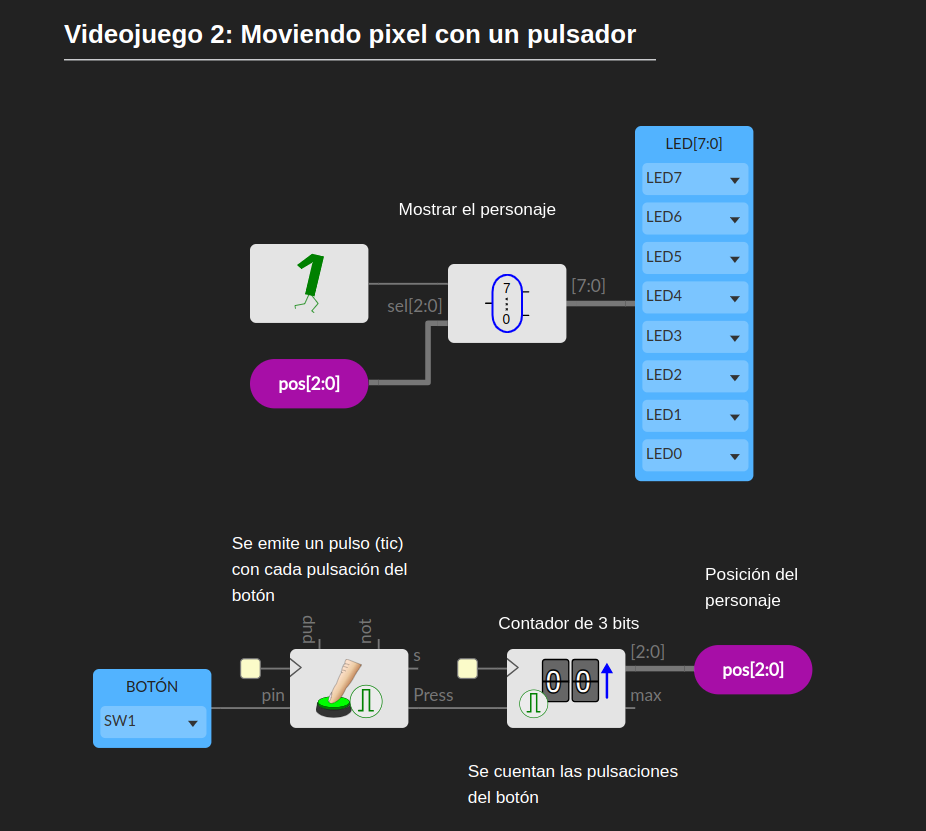 Videojuego 2: Moviendo pixel con un pulsador
LED[7:0]
LED7
LED6
LED5
LED4
LED3
LED2
LED1
LED0
Mostrar el personaje
1
sel[2:0]
7
0
[7:0]
pos[2:0]
Se emite un pulso (tic)
con cada pulsación del
botón
Posición del
personaje
Contador de 3 bits
pup
not
s
[2:0]
pos[2:0]
BOTÓN
SW1
pin
Press
0 0
max
Se cuentan las pulsaciones
del botón